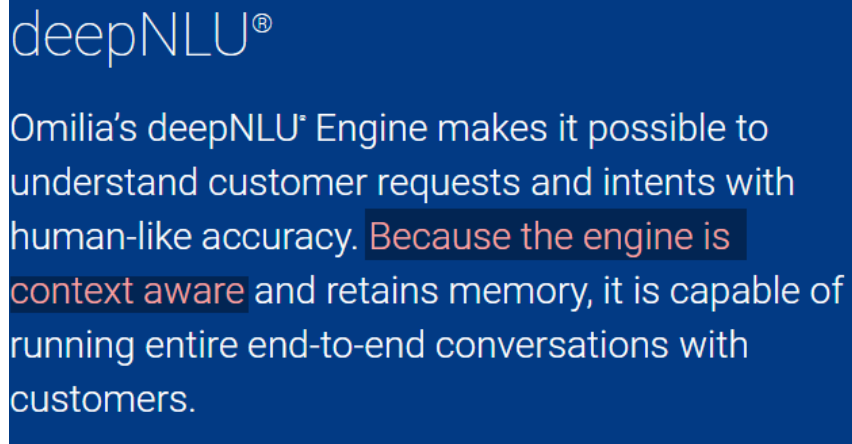 deepNLU®
Omilia’s deepNLU® Engine makes it possible to
understand customer requests and intents with
human-like accuracy. Because the engine is
context aware and retains memory, it is capable of
running entire end-to-end conversations with
customers.